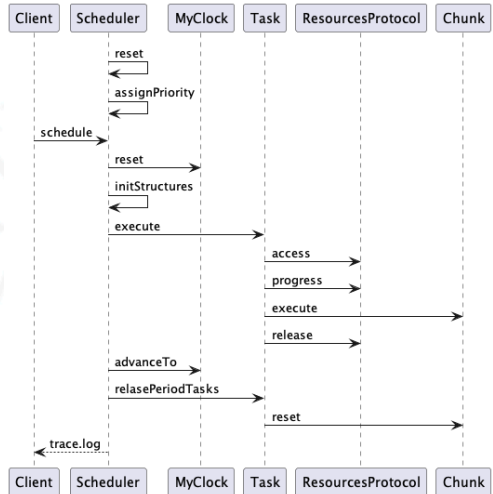 Client Scheduler MyClock Task ResourcesProtocol Chunk
reset
assignPriority
schedule
reset
initStructures
execute
access
progress
execute
release
advanceTo
relasePeriodTasks
reset
trace.log
Client Scheduler MyClock Task ResourcesProtocol Chunk